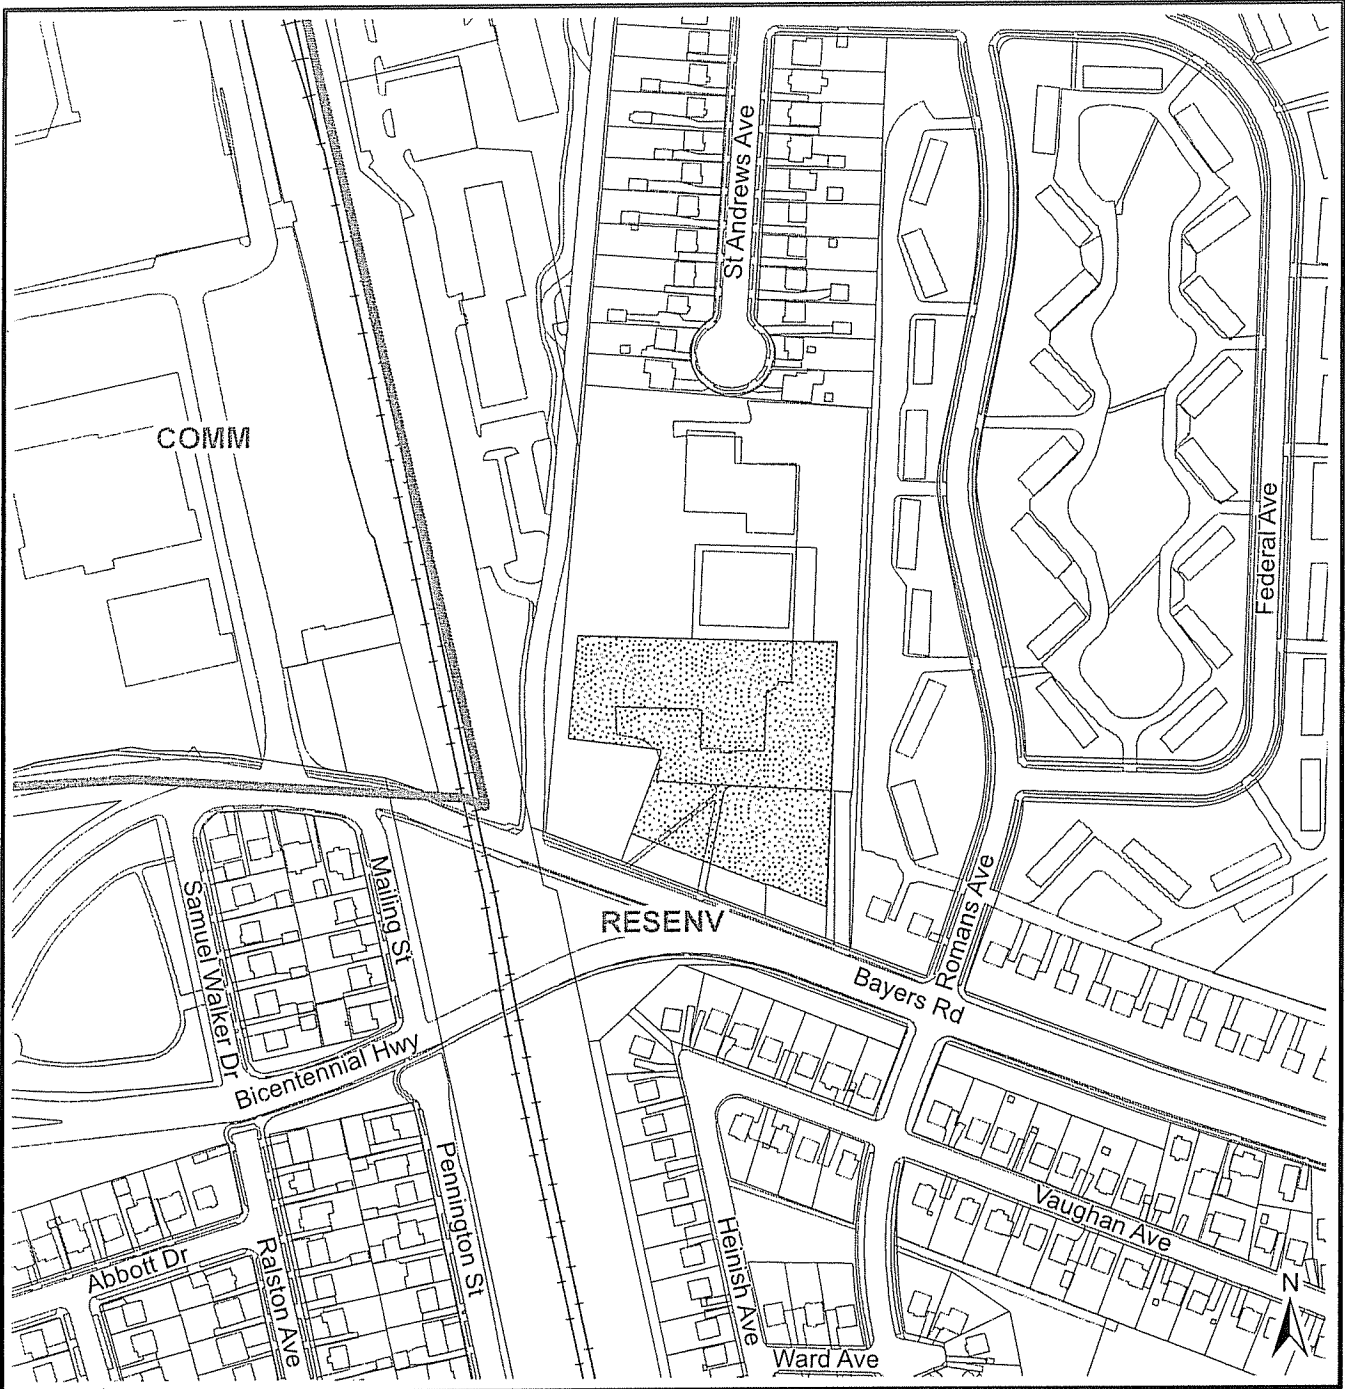 St Andrews Ave
COMM
Federal Ave
Mailing St
Samuel Walker Dr
RESENV
Romans Ave
Bayers Rd
Bicentennial Hwy
Pennington St
Vaughan Ave
Heinish Ave
Abbott Dr
Ralston Ave
N
Ward Ave